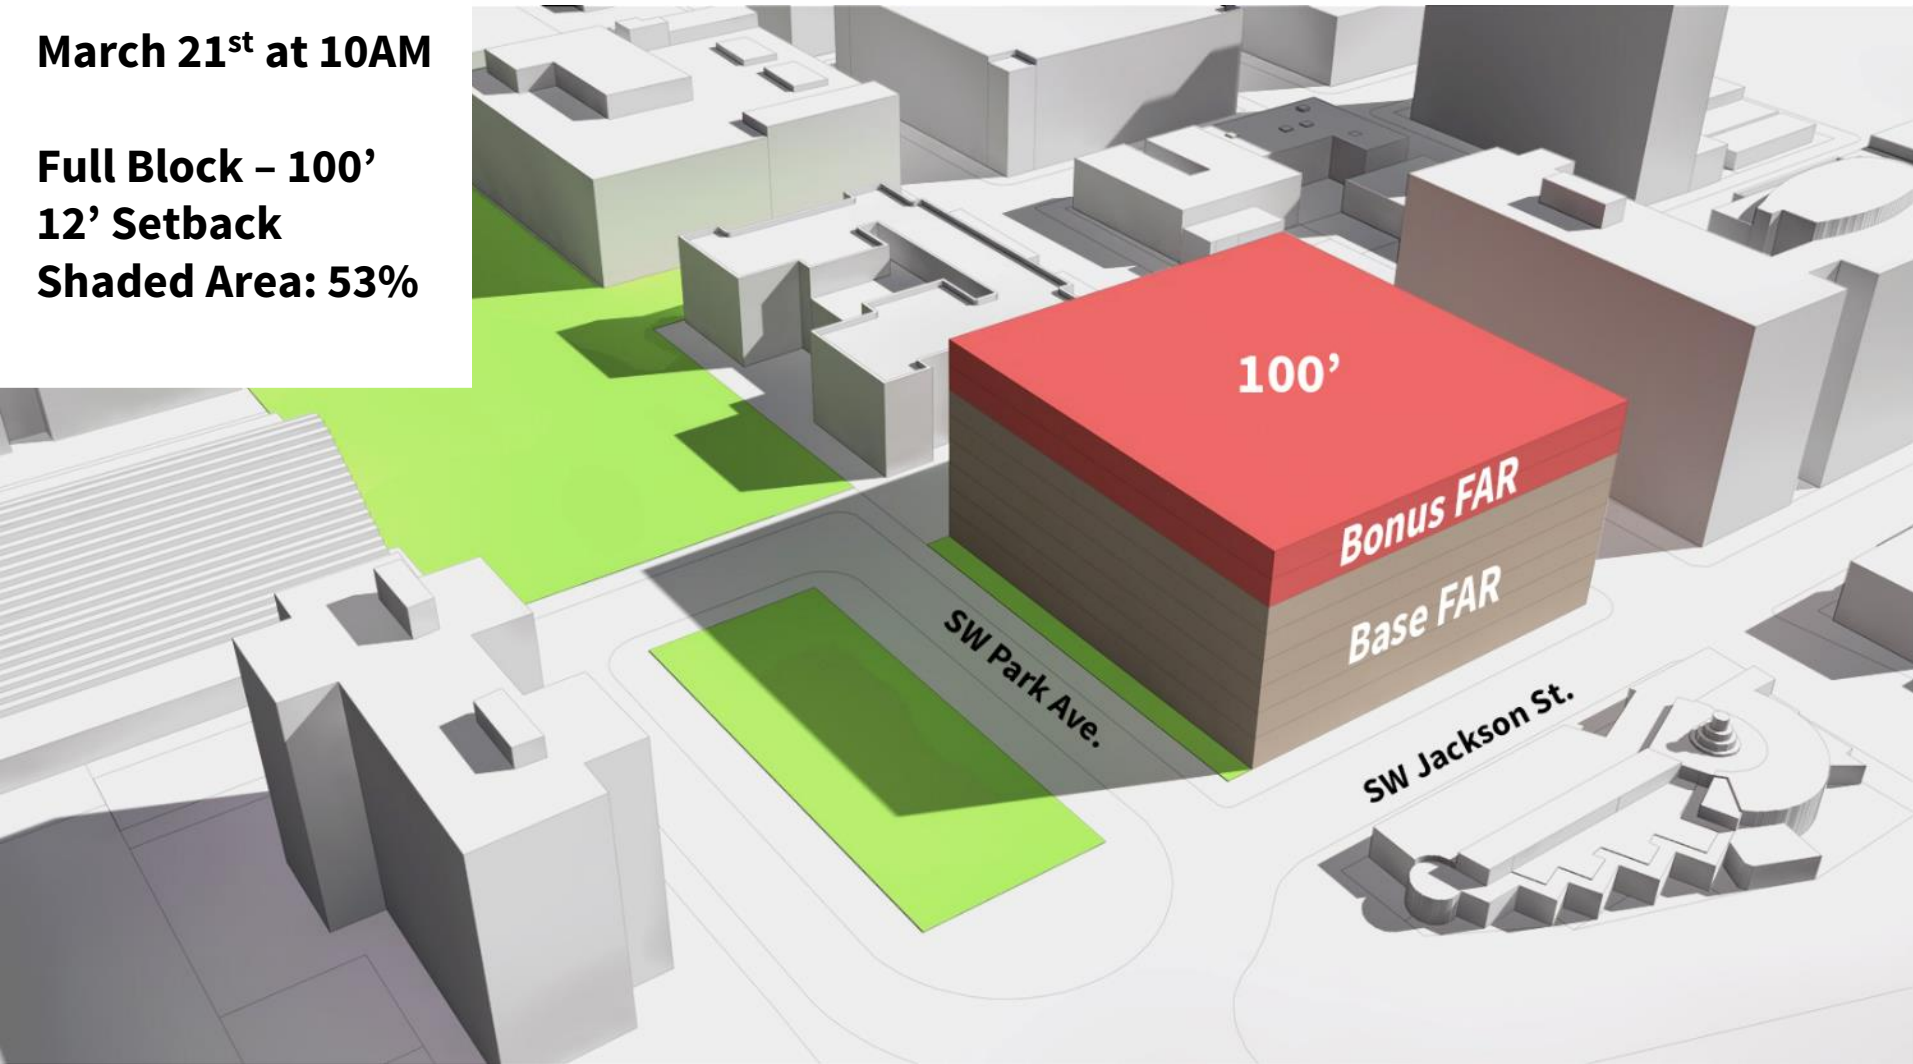 March 21st at 10AM
Full Block – 100’
12’ Setback
Shaded Area: 53%
100’
Bonus FAR
Base FAR
SW Park Ave.
SW Jackson St.